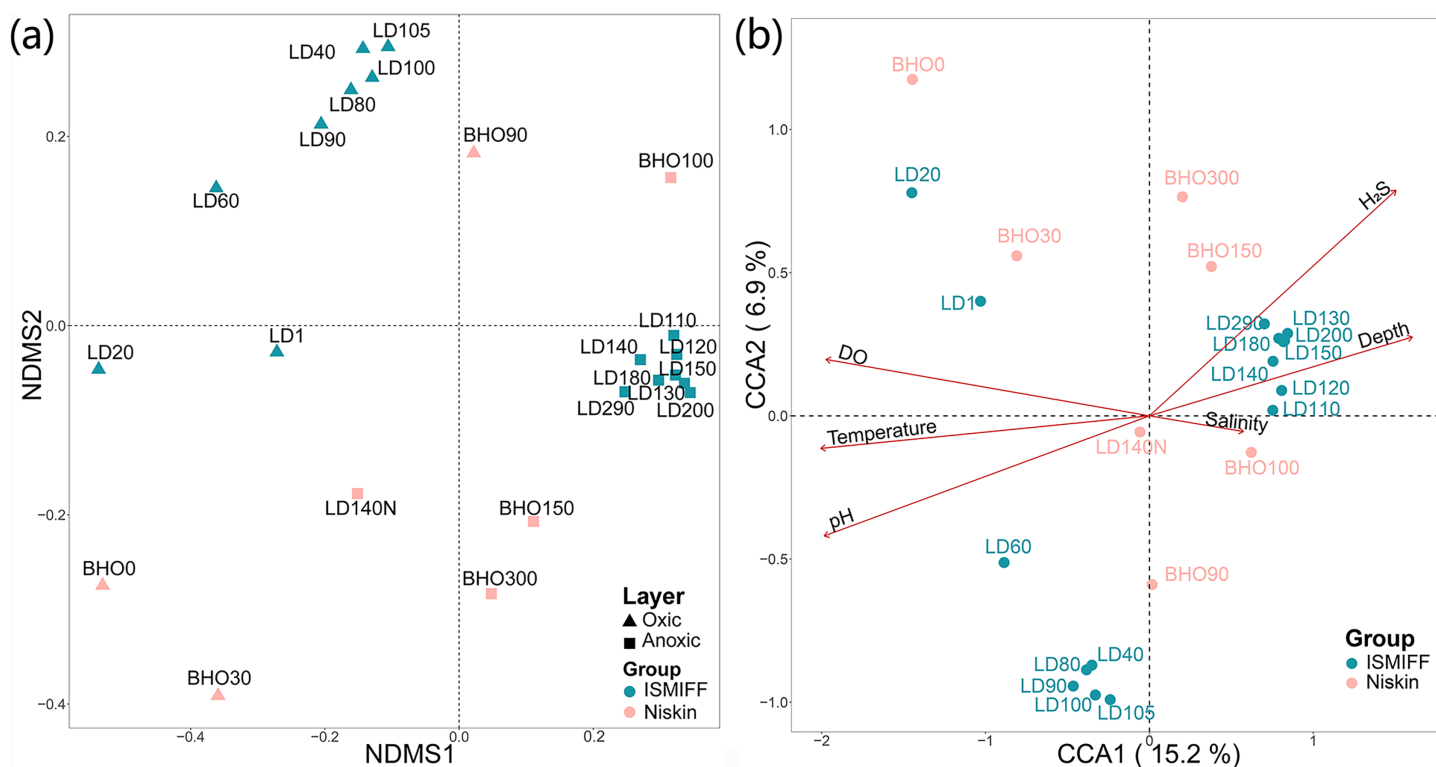 (a)
LD105
LD40
LD100
LD80
LD90
BHO90
BHO100
LD60
LD110
LD1
LD140
LD120
LD20
LD180
LD150
LD130
LD290
LD200
LD140N
BHO150
BHO0
BHO300
BHO30
Layer
Oxic
Anoxic
Group
ISMIFF
Niskin
0.2
0.0
−0.2
−0.4
NDMS2
−0.4
−0.2
0.0
0.2
NDMS1
(b)
BHO0
LD20
BHO300
H₂S
BHO30
BHO150
LD1
LD290
LD130
LD180
LD200
Depth
LD150
DO
LD140
LD120
Temperature
Salinity
LD110
LD140N
BHO100
pH
LD60
BHO90
LD80
LD40
LD90
LD100
LD105
Group
ISMIFF
Niskin
1.0
0.5
0.0
−0.5
−1.0
CCA2 ( 6.9 %)
−2
−1
0
1
CCA1 ( 15.2 %)